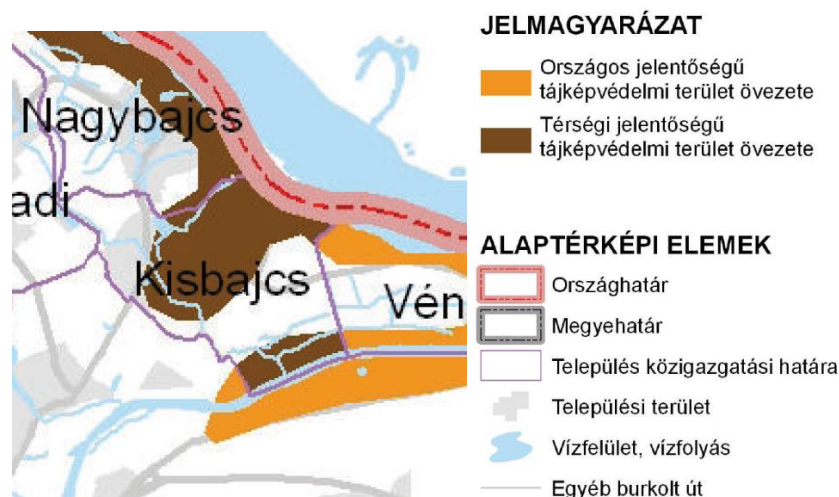 Nagybajcs
adi
Kisbajcs
Vén
JELMAGYARÁZAT
Országos jelentőségű
tájképvédelmi terület övezete
Térségi jelentőségű
tájképvédelmi terület övezete
ALAPTÉRKÉPI ELEMEK
Országhatár
Megyehatár
Település közigazgatási határa
Települési terület
Vízfelület, vízfolyás
Egyéb burkolt út